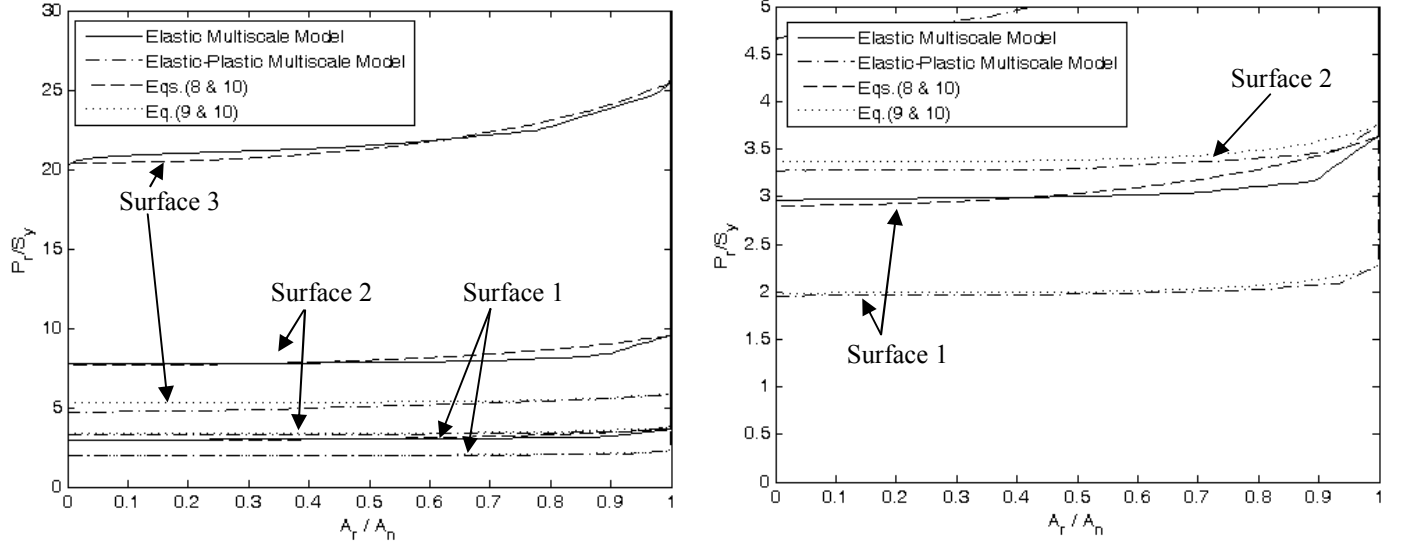 30
25
20
15
10
5
0
P_r/S_y
Elastic Multiscale Model
Elastic-Plastic Multiscale Model
Eqs.(8 & 10)
Eq.(9 & 10)
Surface 3
Surface 2
Surface 1
0 0.1 0.2 0.3 0.4 0.5 0.6 0.7 0.8 0.9 1
A_r / A_n
5
4.5
4
3.5
3
2.5
2
1.5
1
0.5
0
P_r/S_y
Elastic Multiscale Model
Elastic-Plastic Multiscale Model
Eqs.(8 & 10)
Eq.(9 & 10)
Surface 2
Surface 1
0 0.1 0.2 0.3 0.4 0.5 0.6 0.7 0.8 0.9 1
A_r / A_n